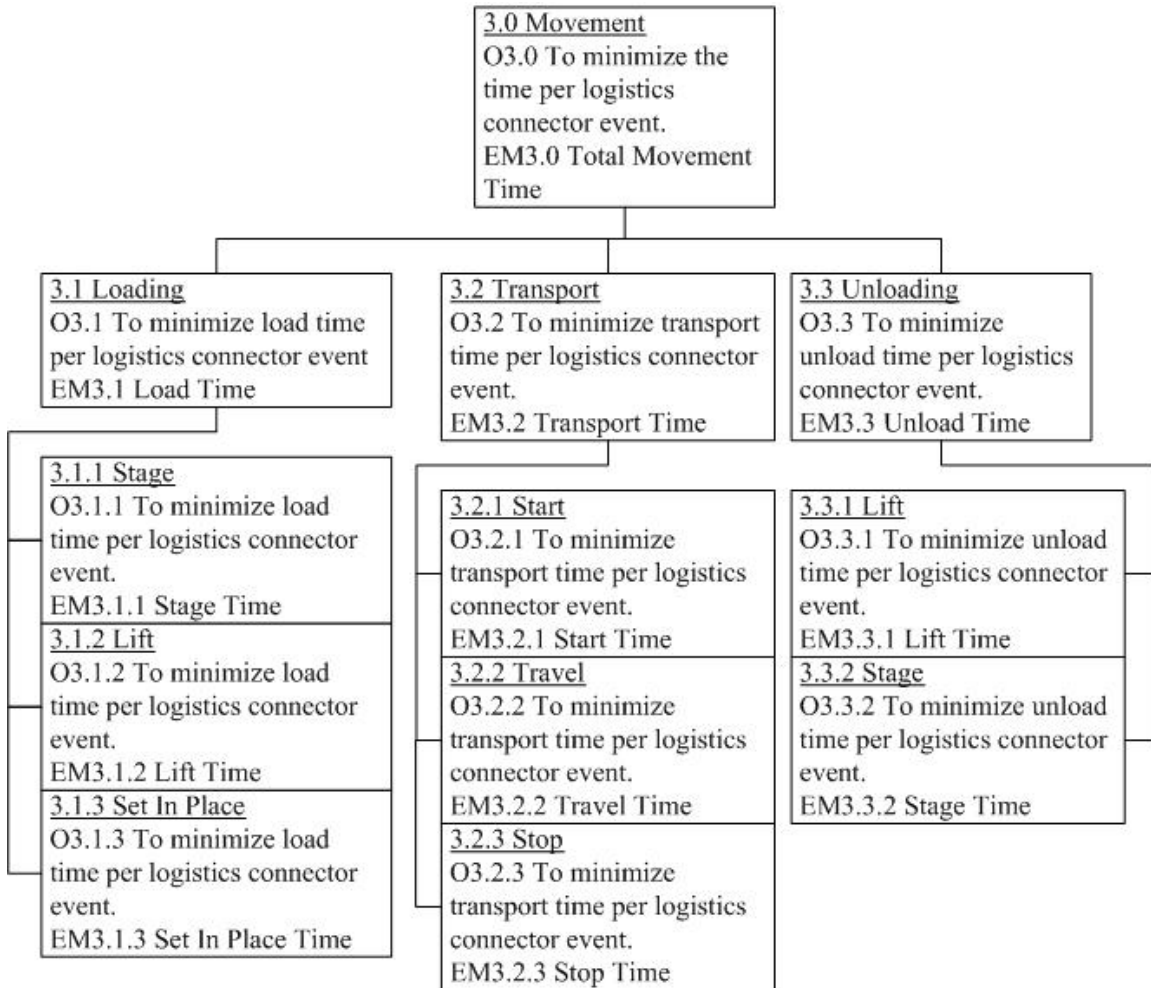 3.0 Movement
O3.0 To minimize the
time per logistics
connector event.
EM3.0 Total Movement
Time
3.1 Loading
O3.1 To minimize load time
per logistics connector event
EM3.1 Load Time
3.1.1 Stage
O3.1.1 To minimize load
time per logistics connector
event.
EM3.1.1 Stage Time
3.1.2 Lift
O3.1.2 To minimize load
time per logistics connector
event.
EM3.1.2 Lift Time
3.1.3 Set In Place
O3.1.3 To minimize load
time per logistics connector
event.
EM3.1.3 Set In Place Time
3.2 Transport
O3.2 To minimize transport
time per logistics connector
event.
EM3.2 Transport Time
3.2.1 Start
O3.2.1 To minimize
transport time per logistics
connector event.
EM3.2.1 Start Time
3.2.2 Travel
O3.2.2 To minimize
transport time per logistics
connector event.
EM3.2.2 Travel Time
3.2.3 Stop
O3.2.3 To minimize
transport time per logistics
connector event.
EM3.2.3 Stop Time
3.3 Unloading
O3.3 To minimize
unload time per logistics
connector event.
EM3.3 Unload Time
3.3.1 Lift
O3.3.1 To minimize unload
time per logistics connector
event.
EM3.3.1 Lift Time
3.3.2 Stage
O3.3.2 To minimize unload
time per logistics connector
event.
EM3.3.2 Stage Time